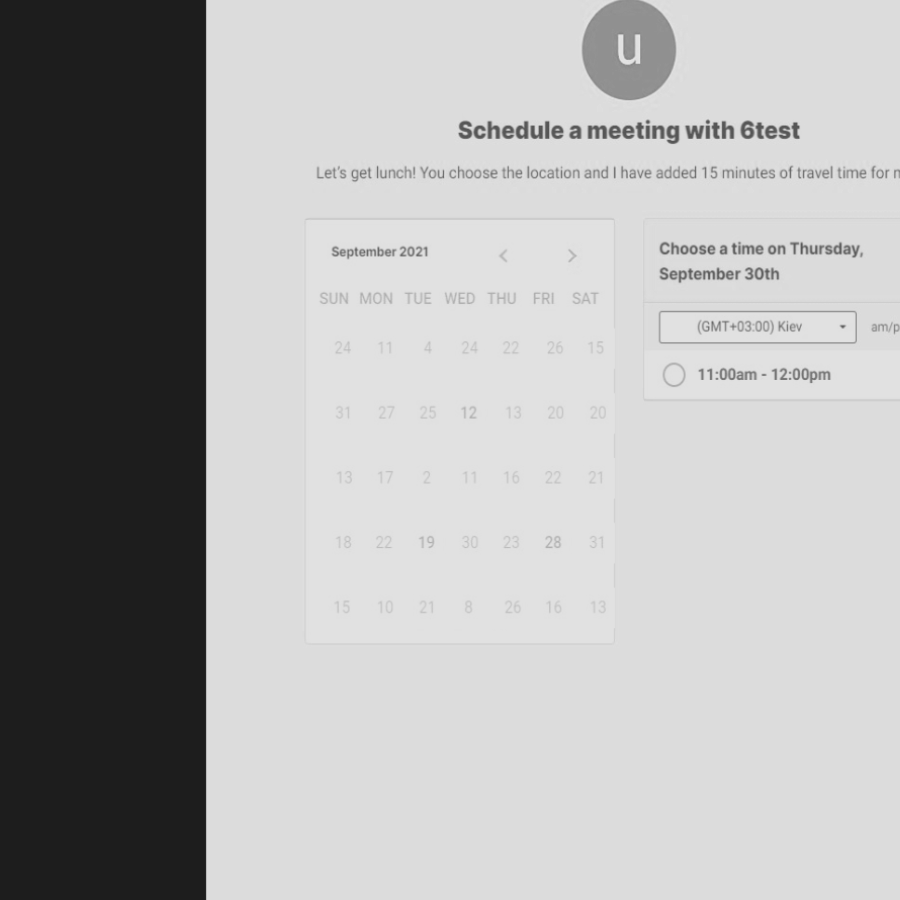 u
Schedule a meeting with 6test
Let's get lunch! You choose the location and I have added 15 minutes of travel time for
September 2021
SUN MON TUE WED THU FRI SAT
24 11 4 24 22 26 15
31 27 25 12 13 20 20
13 17 2 11 16 22 21
18 22 19 30 23 28 31
15 10 21 8 26 16 13
Choose a time on Thursday,
September 30th
(GMT+03:00) Kiev am/p
11:00am - 12:00pm